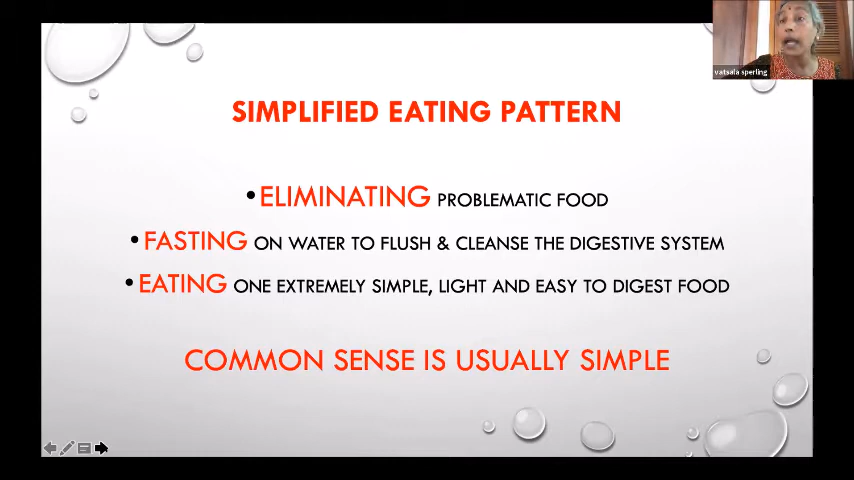 vatsala sperling
SIMPLIFIED EATING PATTERN
•ELIMINATING PROBLEMATIC FOOD
•FASTING ON WATER TO FLUSH & CLEANSE THE DIGESTIVE SYSTEM
•EATING ONE EXTREMELY SIMPLE, LIGHT AND EASY TO DIGEST FOOD
COMMON SENSE IS USUALLY SIMPLE